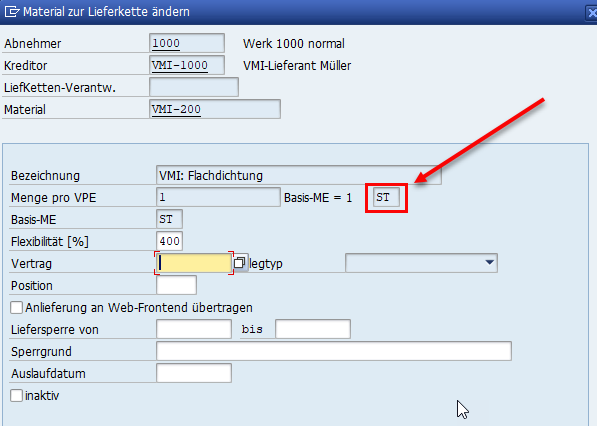 Material zur Lieferkette ändern
Abnehmer 1000 Werk 1000 normal
Kreditor VMI-1000 VMI-Lieferant Müller
LiefKetten-Verantw.
Material VMI-200
Bezeichnung VMI: Flachdichtung
Menge pro VPE 1 Basis-ME = 1 ST
Basis-ME ST
Flexibilität [%] 400
Vertrag legtyp
Position
Anlieferung an Web-Frontend übertragen
Liefersperre von bis
Sperrgrund
Auslaufdatum
inaktiv